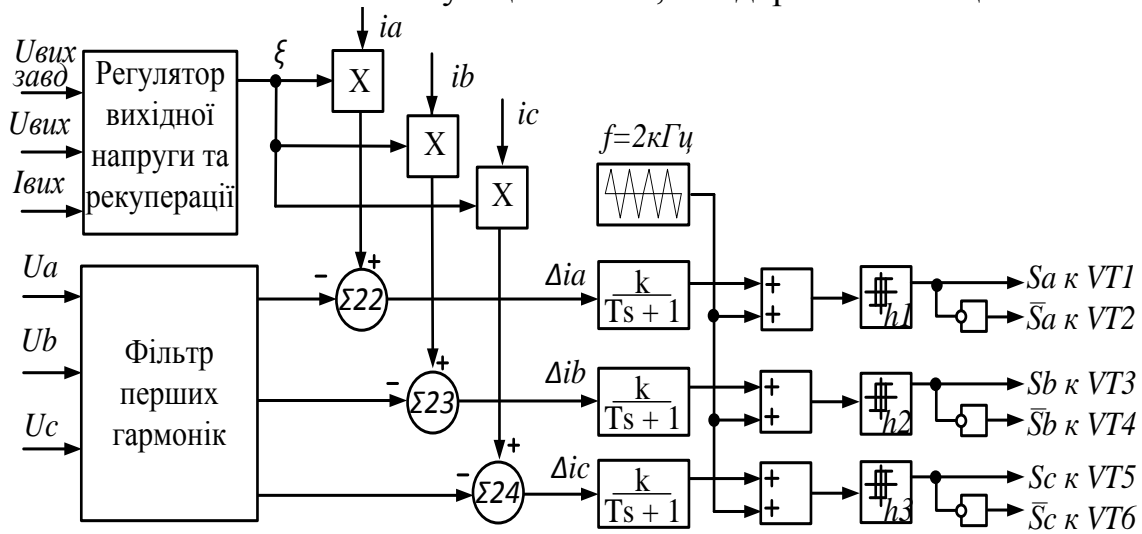 ia
Uвих
завд
Uвих
Iвих
Регулятор
вихідної
напруги та
рекуперації
ξ
X
ib
X
ic
X
f=2кГц
Ua
Ub
Uc
Фільтр
перших
гармонік
- +
Σ22
- +
Σ23
- +
Σ24
Δia
k
Ts + 1
+
+
h1
Sa к VT1
S̅a к VT2
Δib
k
Ts + 1
+
+
h2
Sb к VT3
S̅b к VT4
Δic
k
Ts + 1
+
+
h3
Sc к VT5
S̅c к VT6